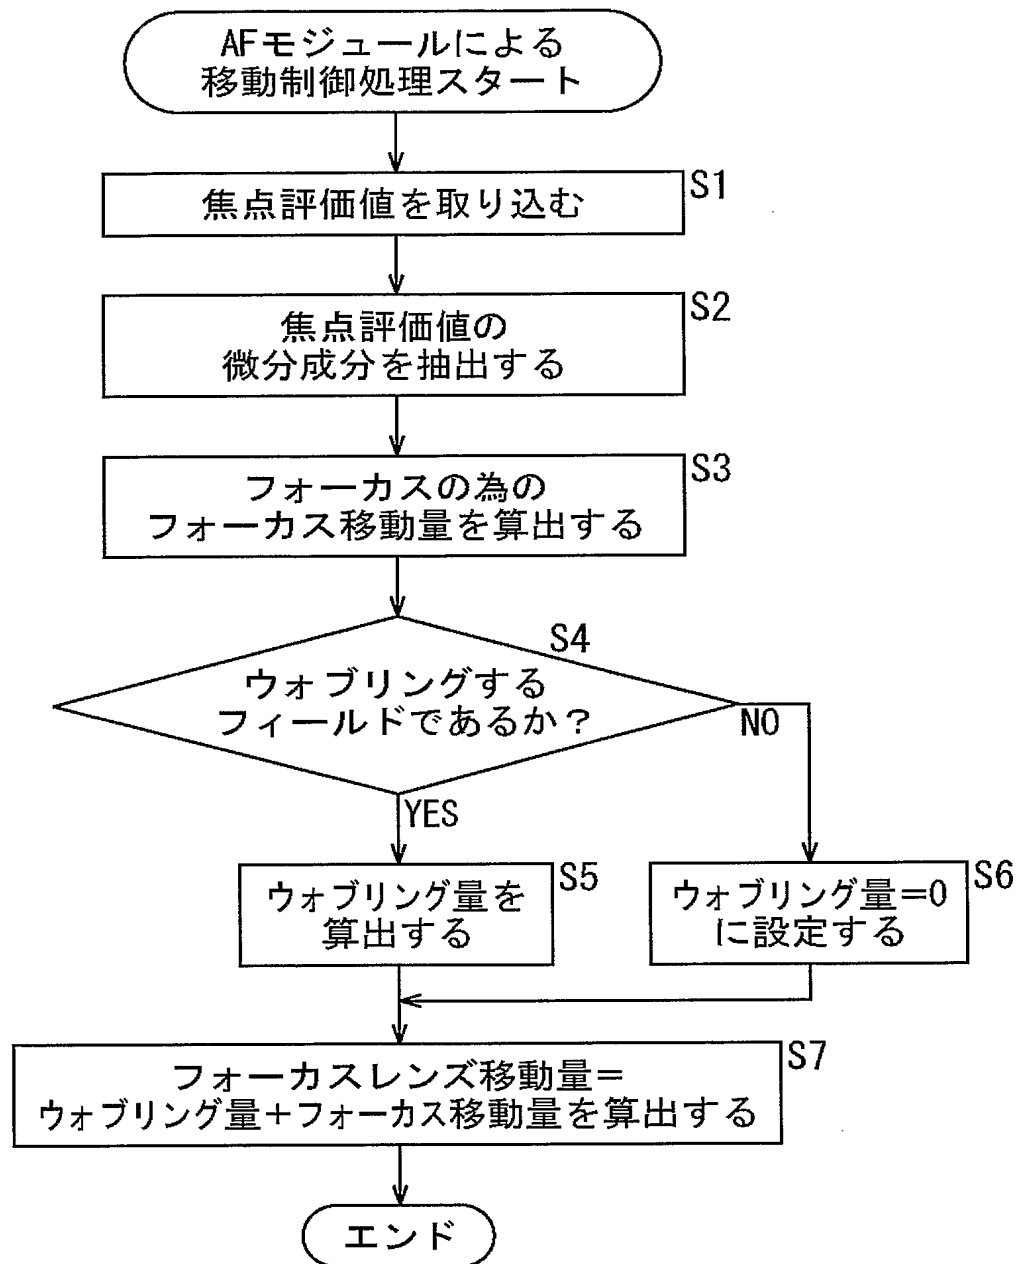 AFモジュールによる
移動制御処理スタート
焦点評価値を取り込む
S1
焦点評価値の
微分成分を抽出する
S2
フォーカスの為の
フォーカス移動量を算出する
S3
S4
ウォブリングする
フィールドであるか？
NO
YES
ウォブリング量を
算出する
S5
ウォブリング量=0
に設定する
S6
フォーカスレンズ移動量=
ウォブリング量+フォーカス移動量を算出する
S7
エンド